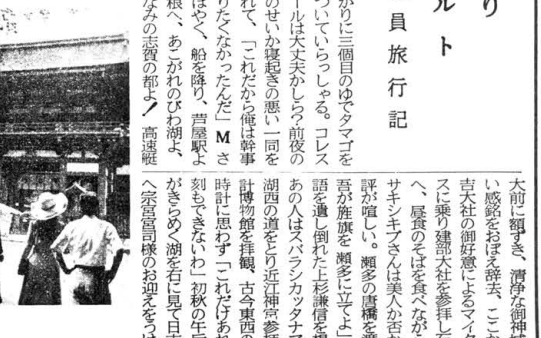 り
ルト
員旅行記
がりに三個目のゆでタマゴを
ついていらっしゃる。コレス
ールは大丈夫かしら?前夜の
のせいか寝起きの悪い一同を
れて、「これだから俺は幹事
りたくなかったんだ」Mさ
ぼやく、船を降り、芦屋駅よ
根へ、あこがれのびわ湖よ、
なみの志賀の都よ!高速艇
大前に額ずき、清浄な御神域
い感銘をおぼえ辞去、ここか
吉大社の御好意によるマイク
スに乗り建部大社を参拝し石
へ、昼食のそばを食べながら
サキシキブさんは美人か否か
評が喧しい。瀬多の唐橋を渡
吾が旌旗を 瀬多に立てよ」
語を遺し倒れた上杉謙信を想
あの人はスバラシカッタナ
湖西の道をとり近江神宮参拝
計博物館を拝観、古今東西の
時計に思わず「これだけあれ
刻もできないわ」初秋の午后
がきらめく湖を右に見て日吉
へ宗宮宮司様のお迎えをうけ